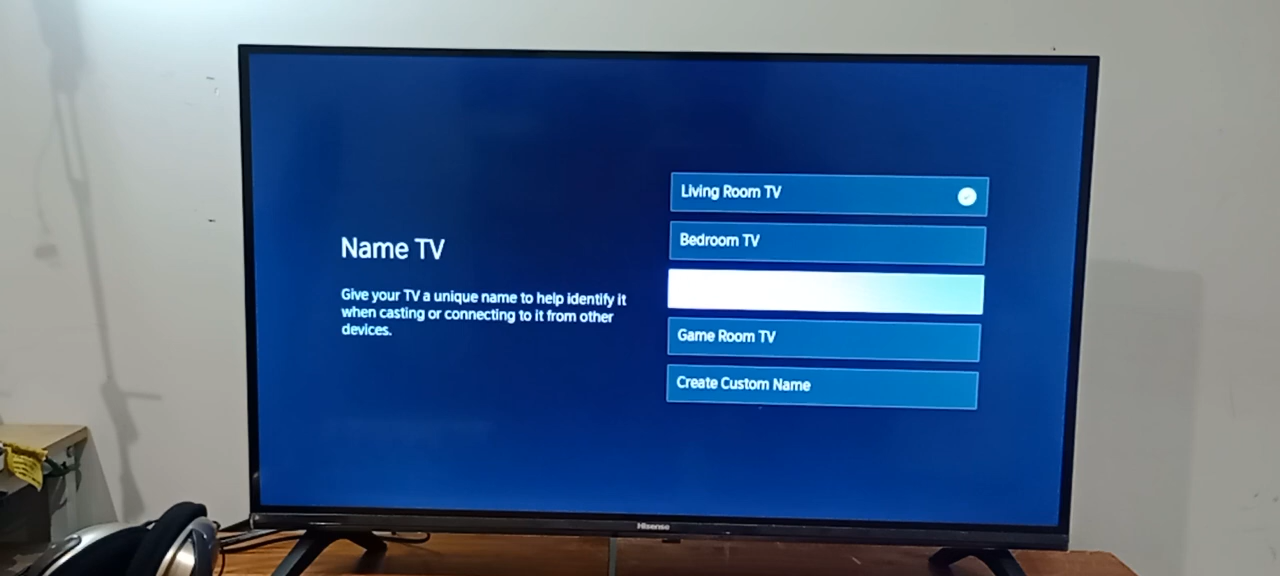 Name TV
Give your TV a unique name to help identify it
when casting or connecting to it from other
devices.
Living Room TV
Bedroom TV
Game Room TV
Create Custom Name
Hisense